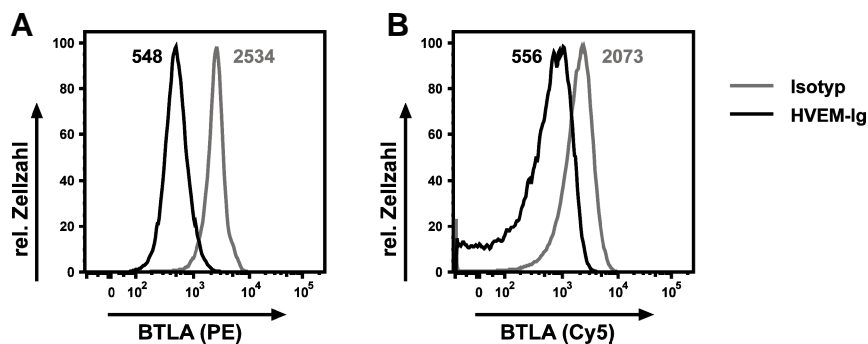 A
B
100
80
60
40
20
0
rel. Zellzahl
548
2534
0 10² 10³ 10⁴ 10⁵
BTLA (PE)
100
80
60
40
20
0
rel. Zellzahl
556
2073
0 10² 10³ 10⁴ 10⁵
BTLA (Cy5)
Isotyp
HVEM-Ig